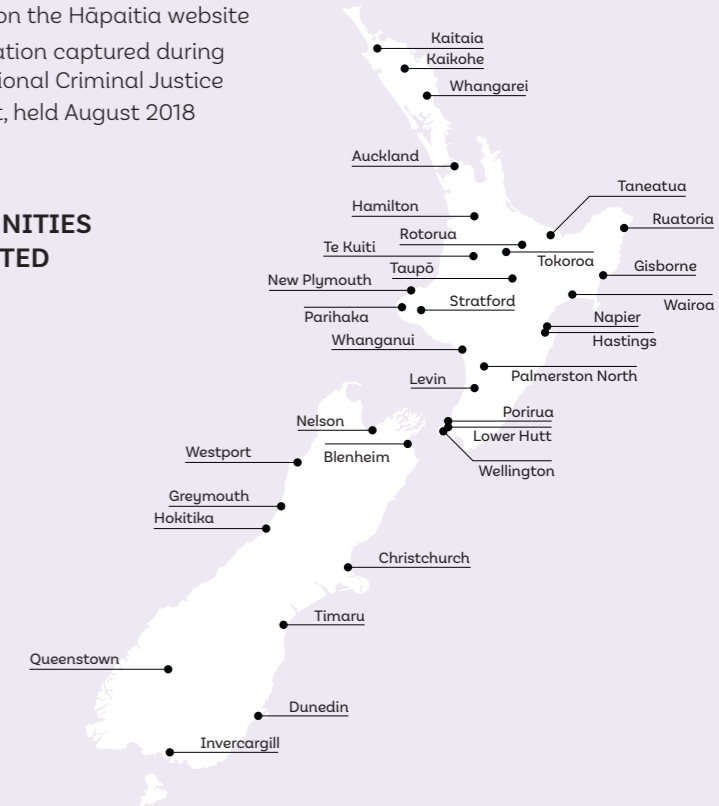 on the Hāpaitia website
ation captured during
ional Criminal Justice
t, held August 2018
NITIES
TED
Kaitaia
Kaikohe
Whangarei
Auckland
Taneatua
Hamilton
Ruatoria
Rotorua
Te Kuiti
Tokoroa
Gisborne
Taupō
New Plymouth
Stratford
Wairoa
Parihaka
Napier
Whanganui
Hastings
Levin
Palmerston North
Porirua
Nelson
Lower Hutt
Westport
Blenheim
Wellington
Greymouth
Hokitika
Christchurch
Timaru
Queenstown
Dunedin
Invercargill